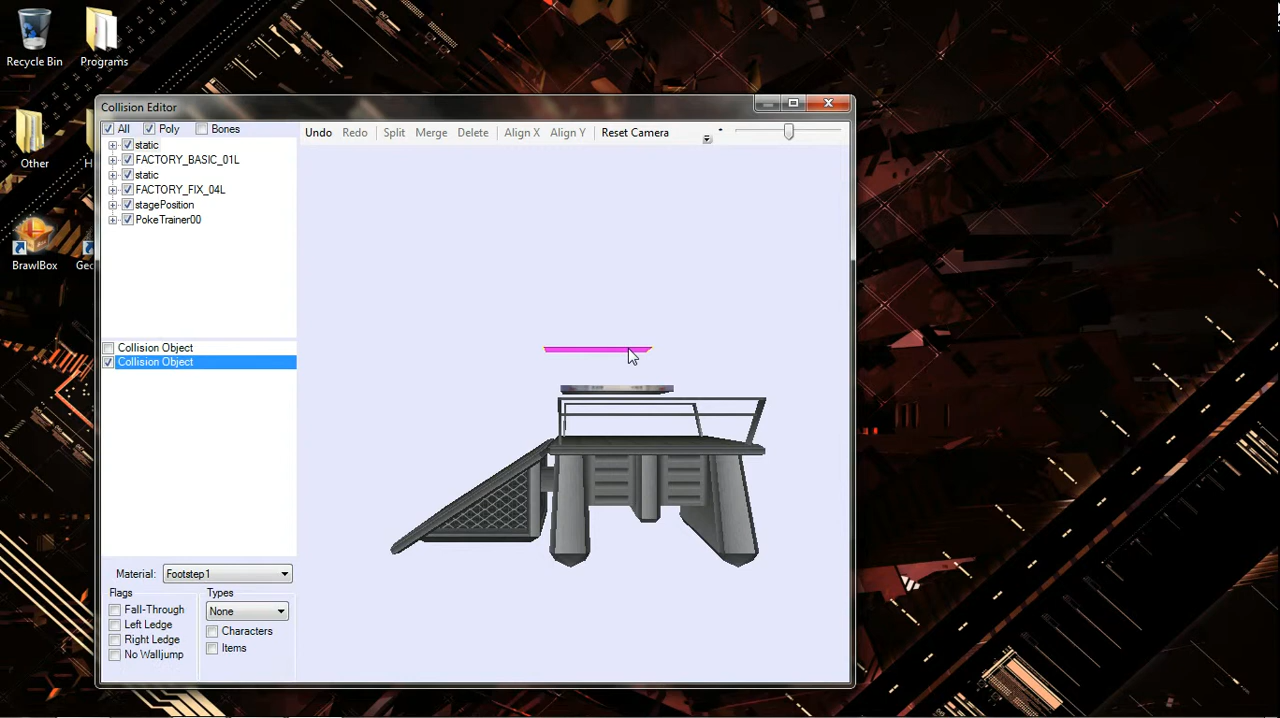 Recycle Bin
Programs
Other
H
BrawlBox
Geo
Collision Editor
All Poly Bones
Undo Redo Split Merge Delete Align X Align Y Reset Camera
static
FACTORY_BASIC_01L
static
FACTORY_FIX_04L
stagePosition
PokeTrainer00
Collision Object
Collision Object
Material: Footstep1
Flags Types
Fall-Through None
Left Ledge
Right Ledge Characters
No Walljump Items